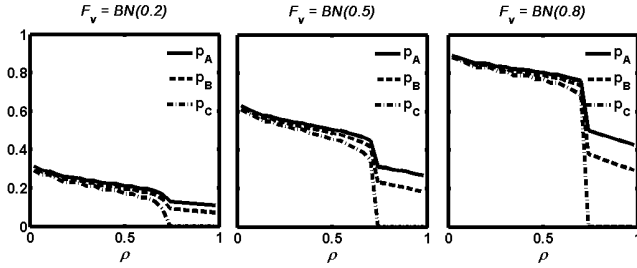 F_v = BN(0.2)
F_v = BN(0.5)
F_v = BN(0.8)
1
0.8
0.6
0.4
0.2
0
p_A
p_B
p_C
p_A
p_B
p_C
p_A
p_B
p_C
0 0.5 1
0 0.5 1
0 0.5 1
ρ
ρ
ρ